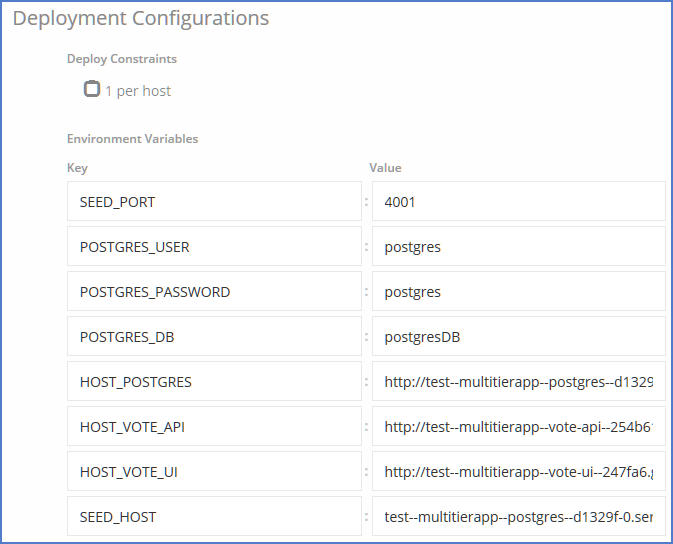 Deployment Configurations
Deploy Constraints
1 per host
Environment Variables
Key Value
SEED_PORT : 4001
POSTGRES_USER : postgres
POSTGRES_PASSWORD : postgres
POSTGRES_DB : postgresDB
HOST_POSTGRES : http://test--multitierapp--postgres--d1329
HOST_VOTE_API : http://test--multitierapp--vote-api--254b6
HOST_VOTE_UI : http://test--multitierapp--vote-ui--247fa6.g
SEED_HOST : test--multitierapp--postgres--d1329f-0.ser